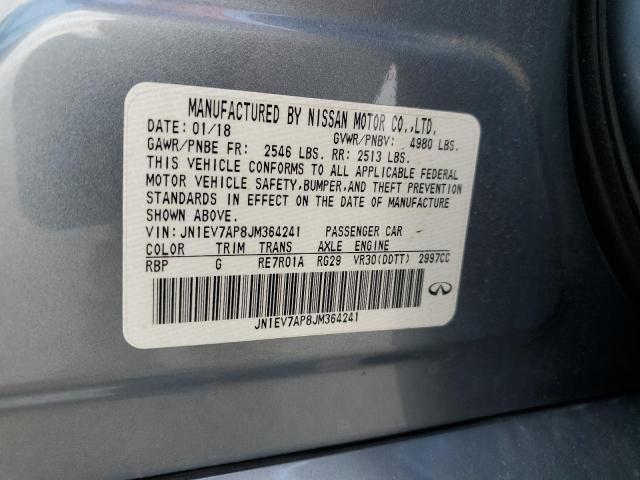 MANUFACTURED BY NISSAN MOTOR CO.,LTD.
DATE: 01/18 GVWR/PNBV: 4980 LBS.
GAWR/PNBE FR: 2546 LBS. RR: 2513 LBS.
THIS VEHICLE CONFORMS TO ALL APPLICABLE FEDERAL
MOTOR VEHICLE SAFETY,BUMPER,AND THEFT PREVENTION
STANDARDS IN EFFECT ON THE DATE OF MANUFACTURE
SHOWN ABOVE.
VIN:JN1EV7AP8JM364241 PASSENGER CAR
COLOR TRIM TRANS AXLE ENGINE
RBP G RE7R01A RG29 VR30(DDTT) 2997CC
JN1EV7AP8JM364241